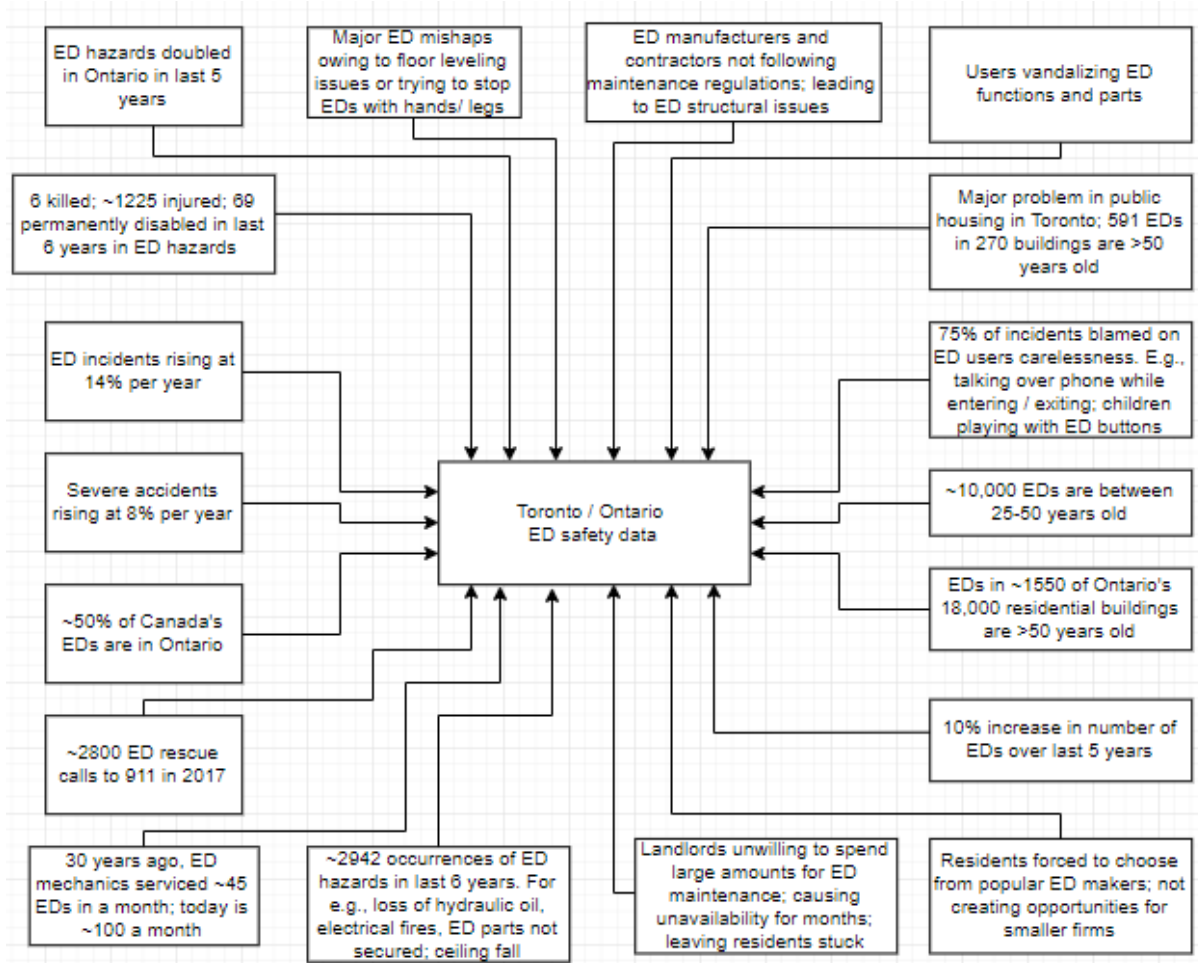 ED hazards doubled
in Ontario in last 5
years
Major ED mishaps
owing to floor leveling
issues or trying to stop
EDs with hands/ legs
ED manufacturers and
contractors not following
maintenance regulations; leading
to ED structural issues
Users vandalizing ED
functions and parts
6 killed; ~1225 injured; 69
permanently disabled in last
6 years in ED hazards
Major problem in public
housing in Toronto; 591 EDs
in 270 buildings are >50
years old
ED incidents rising at
14% per year
75% of incidents blamed on
ED users carelessness. E.g.,
talking over phone while
entering / exiting; children
playing with ED buttons
Severe accidents
rising at 8% per year
Toronto / Ontario
ED safety data
~10,000 EDs are between
25-50 years old
~50% of Canada's
EDs are in Ontario
EDs in ~1550 of Ontario's
18,000 residential buildings
are >50 years old
~2800 ED rescue
calls to 911 in 2017
10% increase in number of
EDs over last 5 years
30 years ago, ED
mechanics serviced ~45
EDs in a month; today is
~100 a month
~2942 occurrences of ED
hazards in last 6 years. For
e.g., loss of hydraulic oil,
electrical fires, ED parts not
secured; ceiling fall
Landlords unwilling to spend
large amounts for ED
maintenance; causing
unavailability for months;
leaving residents stuck
Residents forced to choose
from popular ED makers; not
creating opportunities for
smaller firms